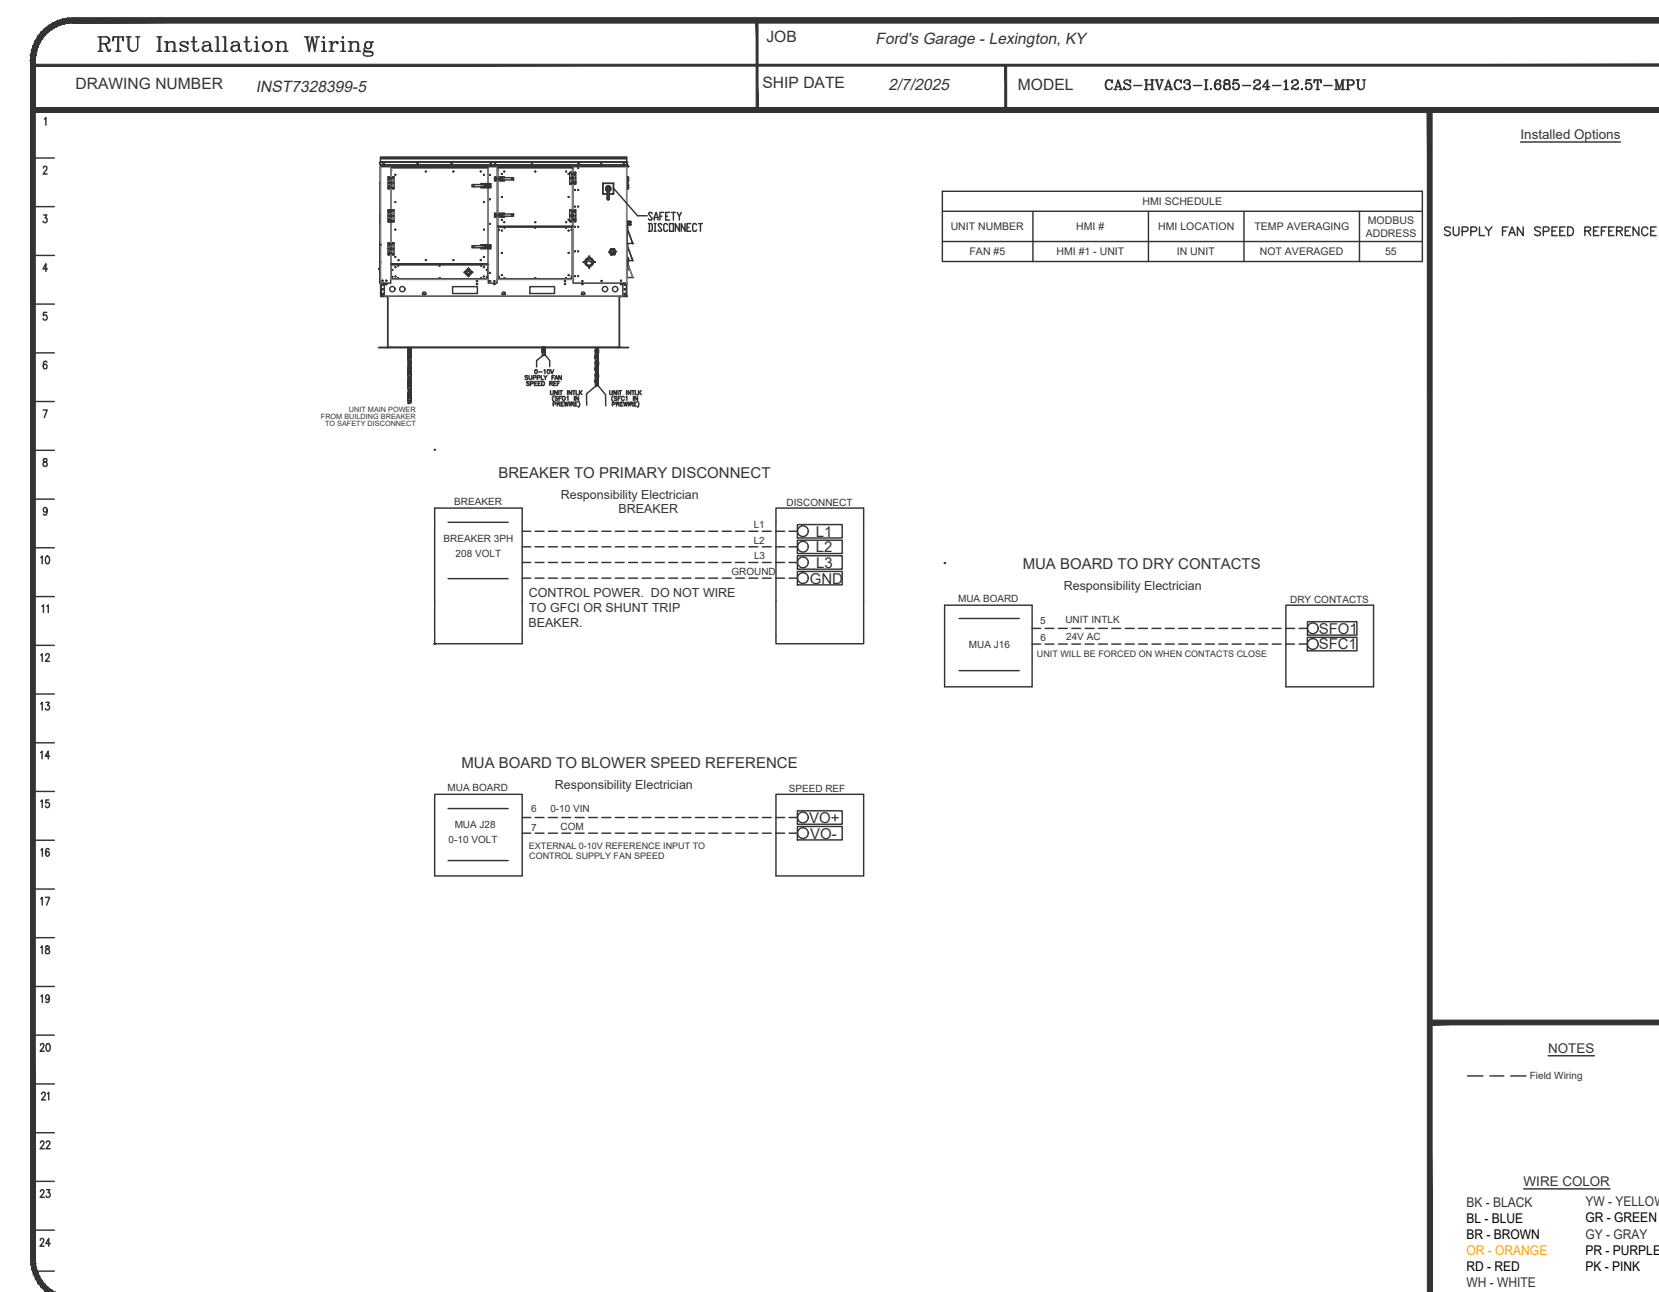 RTU Installation Wiring
JOB Ford's Garage - Lexington, KY
DRAWING NUMBER INST7328399-5
SHIP DATE 2/7/2025
MODEL CAS-HVAC3-I.685-24-12.5T-MPU
1
2
3
4
5
6
7
8
9
10
11
12
13
14
15
16
17
18
19
20
21
22
23
24
SAFETY
DISCONNECT
0-10V
SUPPLY FAN
SPEED REF
UNIT INTLK
(SFO1 IN
PREWIRE)
UNIT INTLK
(SFC1 IN
PREWIRE)
UNIT MAIN POWER
FROM BUILDING BREAKER
TO SAFETY DISCONNECT
HMI SCHEDULE
UNIT NUMBER HMI # HMI LOCATION TEMP AVERAGING MODBUS ADDRESS
FAN #5 HMI #1 - UNIT IN UNIT NOT AVERAGED 55
BREAKER TO PRIMARY DISCONNECT
Responsibility Electrician
BREAKER
BREAKER
DISCONNECT
BREAKER 3PH
208 VOLT
L1 L1
L2 L2
L3 L3
GROUND GND
CONTROL POWER. DO NOT WIRE
TO GFCI OR SHUNT TRIP
BEAKER.
MUA BOARD TO DRY CONTACTS
Responsibility Electrician
MUA BOARD
DRY CONTACTS
MUA J16
5 UNIT INTLK SFO1
6 24V AC SFC1
UNIT WILL BE FORCED ON WHEN CONTACTS CLOSE
MUA BOARD TO BLOWER SPEED REFERENCE
Responsibility Electrician
MUA BOARD
SPEED REF
MUA J28
0-10 VOLT
6 0-10 VIN VO+
7 COM VO-
EXTERNAL 0-10V REFERENCE INPUT TO
CONTROL SUPPLY FAN SPEED
Installed Options
SUPPLY FAN SPEED REFERENCE
NOTES
Field Wiring
WIRE COLOR
BK - BLACK YW - YELLOW
BL - BLUE GR - GREEN
BR - BROWN GY - GRAY
OR - ORANGE PR - PURPLE
RD - RED PK - PINK
WH - WHITE